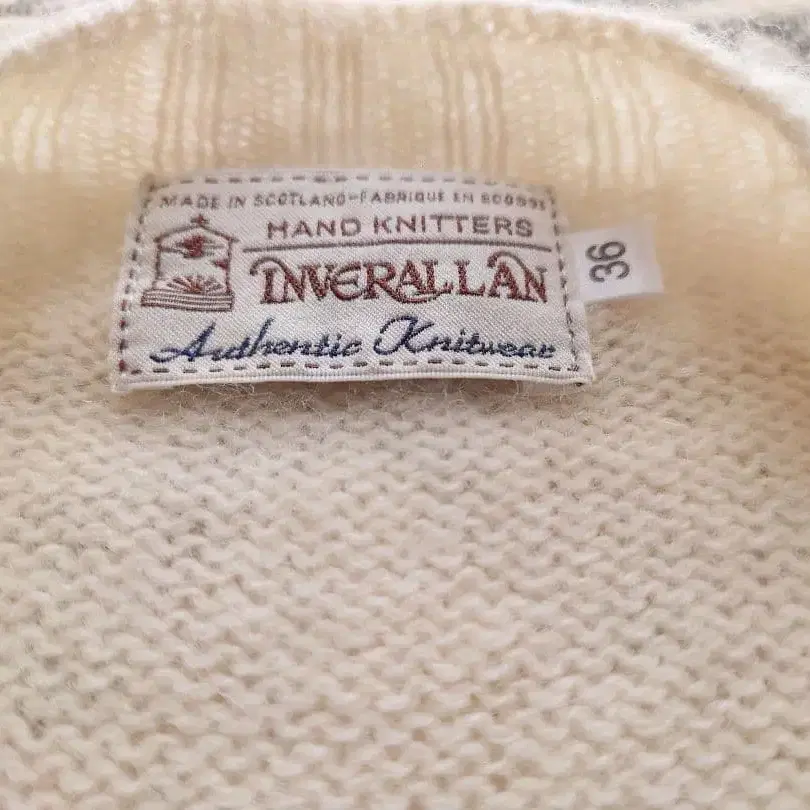 MADE IN SCOTLAND-FABRIQUE EN ECOSSE
HAND KNITTERS
INVERALLAN
Authentic Knitwear
36